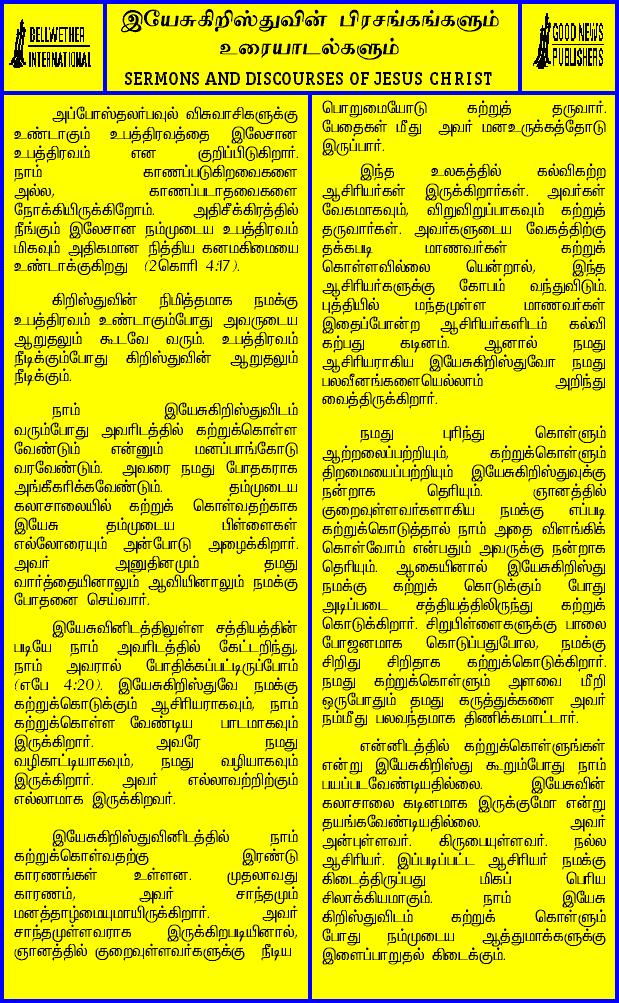 BELLWETHER
INTERNATIONAL
இயேசுகிறிஸ்துவின் பிரசங்கங்களும்
உரையாடல்களும்
SERMONS AND DISCOURSES OF JESUS CHRIST
GOOD NEWS
PUBLISHERS
அப்போஸ்தலர்பவுல் விசுவாசிகளுக்கு
உண்டாகும் உபத்திரவத்தை இலேசான
உபத்திரவம் என குறிப்பிடுகிறார்.
நாம் காணப்படுகிறவைகளை
அல்ல, காணப்படாதவைகளை
நோக்கியிருக்கிறோம். அதிசீக்கிரத்தில்
நீங்கும் இலேசான நம்முடைய உபத்திரவம்
மிகவும் அதிகமான நித்திய கனமகிமையை
உண்டாக்குகிறது (2கொரி 4:17).
கிறிஸ்துவின் நிமித்தமாக நமக்கு
உபத்திரவம் உண்டாகும்போது அவருடைய
ஆறுதலும் கூடவே வரும். உபத்திரவம்
நீடிக்கும்போது கிறிஸ்துவின் ஆறுதலும்
நீடிக்கும்.
நாம் இயேசுகிறிஸ்துவிடம்
வரும்போது அவரிடத்தில் கற்றுக்கொள்ள
வேண்டும் என்னும் மனப்பாங்கோடு
வரவேண்டும். அவரை நமது போதகராக
அங்கீகரிக்கவேண்டும். தம்முடைய
கலாசாலையில் கற்றுக் கொள்வதற்காக
இயேசு தம்முடைய பிள்ளைகள்
எல்லோரையும் அன்போடு அழைக்கிறார்.
அவர் அனுதினமும் தமது
வார்த்தையினாலும் ஆவியினாலும் நமக்கு
போதனை செய்வார்.
இயேசுவினிடத்திலுள்ள சத்தியத்தின்
படியே நாம் அவரிடத்தில் கேட்டறிந்து,
நாம் அவரால் போதிக்கப்பட்டிருப்போம்
(எபே 4:20). இயேசுகிறிஸ்துவே நமக்கு
கற்றுக்கொடுக்கும் ஆசிரியராகவும், நாம்
கற்றுக்கொள்ள வேண்டிய பாடமாகவும்
இருக்கிறார். அவரே நமது
வழிகாட்டியாகவும், நமது வழியாகவும்
இருக்கிறார். அவர் எல்லாவற்றிற்கும்
எல்லாமாக இருக்கிறவர்.
இயேசுகிறிஸ்துவினிடத்தில் நாம்
கற்றுக்கொள்வதற்கு இரண்டு
காரணங்கள் உள்ளன. முதலாவது
காரணம், அவர் சாந்தமும்
மனத்தாழ்மையுமாயிருக்கிறார். அவர்
சாந்தமுள்ளவராக இருக்கிறபடியினால்,
ஞானத்தில் குறைவுள்ளவர்களுக்கு நீடிய
பொறுமையோடு கற்றுத் தருவார்.
பேதைகள் மீது அவர் மனஉருக்கத்தோடு
இருப்பார்.
இந்த உலகத்தில் கல்விகற்ற
ஆசிரியர்கள் இருக்கிறார்கள். அவர்கள்
வேகமாகவும், விறுவிறுப்பாகவும் கற்றுத்
தருவார்கள். அவர்களுடைய வேகத்திற்கு
தக்கபடி மாணவர்கள் கற்றுக்
கொள்ளவில்லை யென்றால், இந்த
ஆசிரியர்களுக்கு கோபம் வந்துவிடும்.
புத்தியில் மந்தமுள்ள மாணவர்கள்
இதைப்போன்ற ஆசிரியர்களிடம் கல்வி
கற்பது கடினம். ஆனால் நமது
ஆசிரியராகிய இயேசுகிறிஸ்துவோ நமது
பலவீனங்களையெல்லாம் அறிந்து
வைத்திருக்கிறார்.
நமது புரிந்து கொள்ளும்
ஆற்றலைப்பற்றியும், கற்றுக்கொள்ளும்
திறமையைப்பற்றியும் இயேசுகிறிஸ்துவுக்கு
நன்றாக தெரியும். ஞானத்தில்
குறைவுள்ளவர்களாகிய நமக்கு எப்படி
கற்றுக்கொடுத்தால் நாம் அதை விளங்கிக்
கொள்வோம் என்பதும் அவருக்கு நன்றாக
தெரியும். ஆகையினால் இயேசுகிறிஸ்து
நமக்கு கற்றுக் கொடுக்கும் போது
அடிப்படை சத்தியத்திலிருந்து கற்றுக்
கொடுக்கிறார். சிறுபிள்ளைகளுக்கு பாலை
போஜனமாக கொடுப்பதுபோல, நமக்கு
சிறிது சிறிதாக கற்றுக்கொடுக்கிறார்.
நமது கற்றுக்கொள்ளும் அளவை மீறி
ஒருபோதும் தமது கருத்துக்களை அவர்
நம்மீது பலவந்தமாக திணிக்கமாட்டார்.
என்னிடத்தில் கற்றுக்கொள்ளுங்கள்
என்று இயேசுகிறிஸ்து கூறும்போது நாம்
பயப்படவேண்டியதில்லை. இயேசுவின்
கலாசாலை கடினமாக இருக்குமோ என்று
தயங்கவேண்டியதில்லை. அவர்
அன்புள்ளவர். கிருபையுள்ளவர். நல்ல
ஆசிரியர். இப்படிப்பட்ட ஆசிரியர் நமக்கு
கிடைத்திருப்பது மிகப் பெரிய
சிலாக்கியமாகும். நாம் இயேசு
கிறிஸ்துவிடம் கற்றுக் கொள்ளும்
போது நம்முடைய ஆத்துமாக்களுக்கு
இளைப்பாறுதல் கிடைக்கும்.